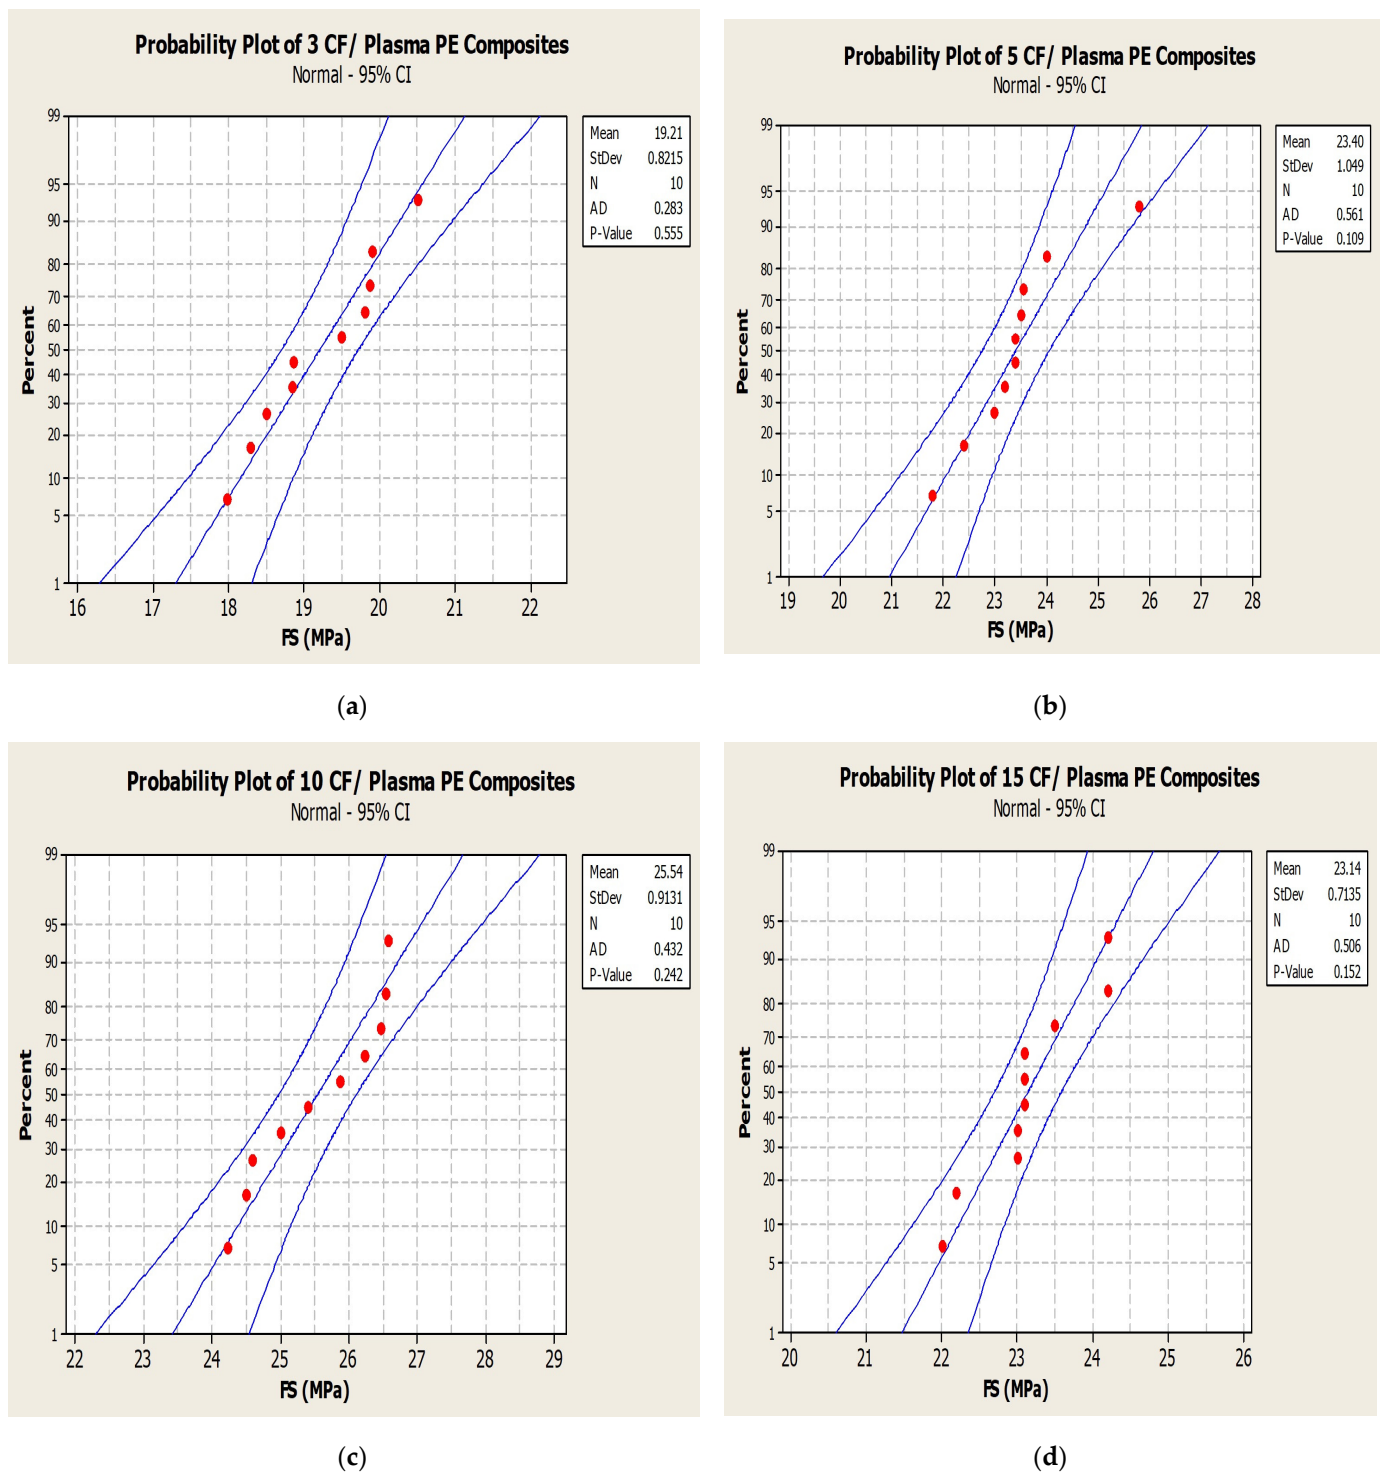 Probability Plot of 3 CF/ Plasma PE Composites
Normal - 95% CI
Mean 19.21
StDev 0.8215
N 10
AD 0.283
P-Value 0.555
99
95
90
80
70
60
50
40
30
20
10
5
1
Percent
16 17 18 19 20 21 22
FS (MPa)
(a)
Probability Plot of 5 CF/ Plasma PE Composites
Normal - 95% CI
Mean 23.40
StDev 1.049
N 10
AD 0.561
P-Value 0.109
99
95
90
80
70
60
50
40
30
20
10
5
1
Percent
19 20 21 22 23 24 25 26 27 28
FS (MPa)
(b)
Probability Plot of 10 CF/ Plasma PE Composites
Normal - 95% CI
Mean 25.54
StDev 0.9131
N 10
AD 0.432
P-Value 0.242
99
95
90
80
70
60
50
40
30
20
10
5
1
Percent
22 23 24 25 26 27 28 29
FS (MPa)
(c)
Probability Plot of 15 CF/ Plasma PE Composites
Normal - 95% CI
Mean 23.14
StDev 0.7135
N 10
AD 0.506
P-Value 0.152
99
95
90
80
70
60
50
40
30
20
10
5
1
Percent
20 21 22 23 24 25 26
FS (MPa)
(d)